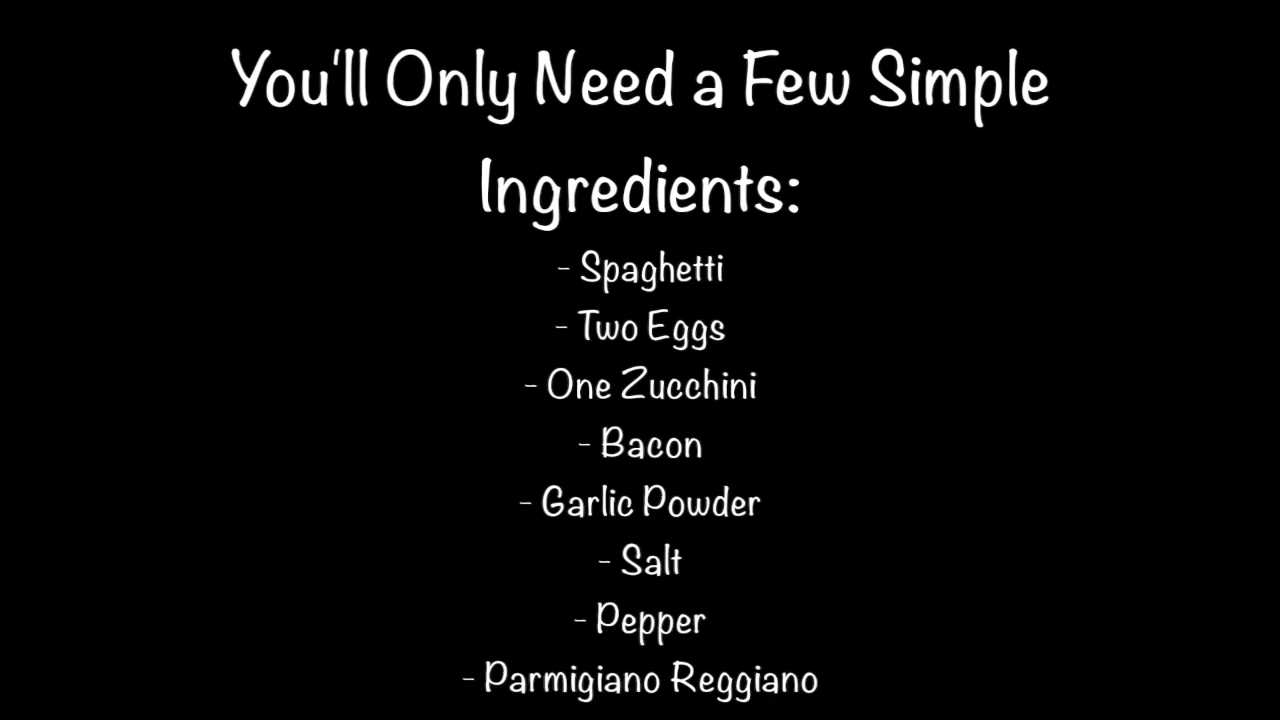 You'll Only Need a Few Simple
Ingredients:
- Spaghetti
- Two Eggs
- One Zucchini
- Bacon
- Garlic Powder
- Salt
- Pepper
- Parmigiano Reggiano